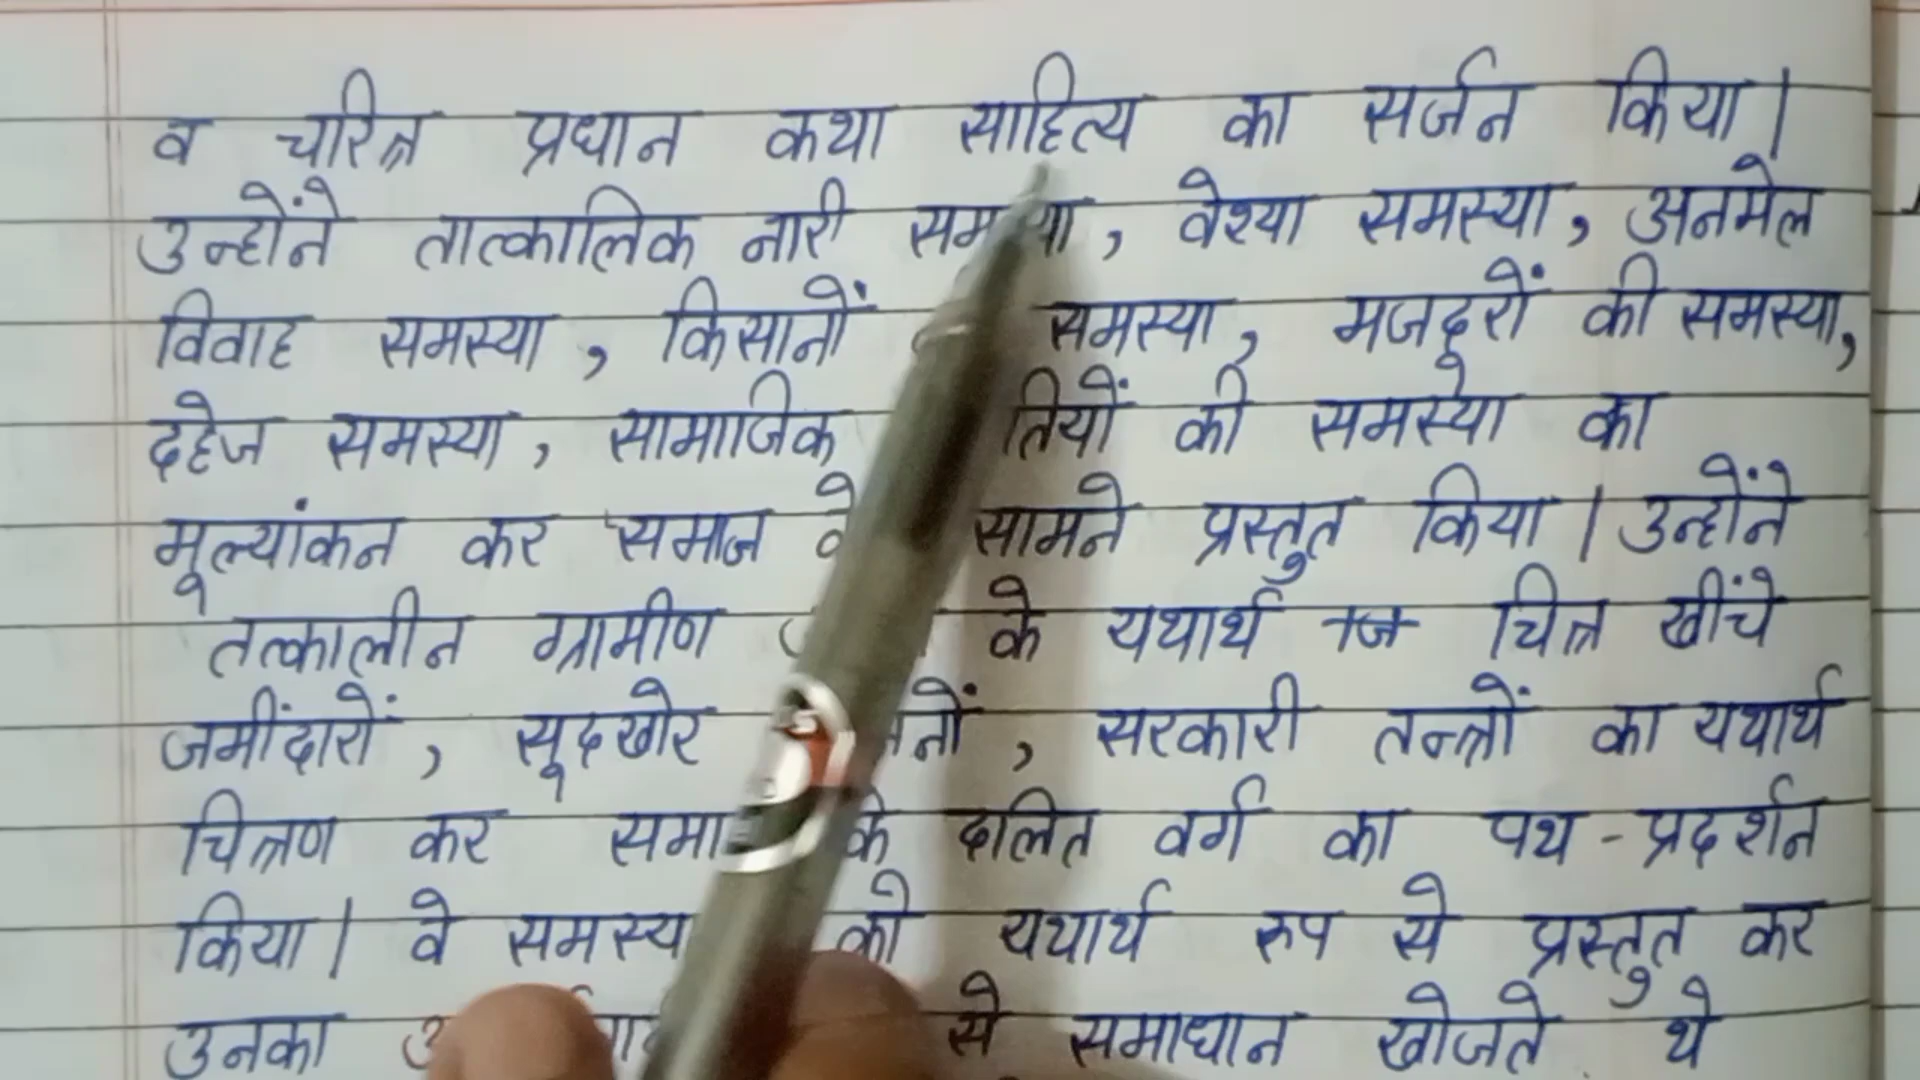 व चरित्र प्रधान कथा साहित्य का सर्जन किया।
उन्होंने तात्कालिक नारी समस्या, वेश्या समस्या, अनमेल
विवाह समस्या, किसानों समस्या, मजदूरों की समस्या,
दहेज समस्या, सामाजिक की समस्या का
मूल्यांकन कर समाज के सामने प्रस्तुत किया। उन्होंने
तत्कालीन ग्रामीण के यथार्थ चित्र खींचे
जमींदारों, सूदखोर , सरकारी तन्त्रों का यथार्थ
चित्रण कर समाज के दलित वर्ग का पथ-प्रदर्शन
किया। वे को यथार्थ रुप से प्रस्तुत कर
उनका से समाधान खोजते थे